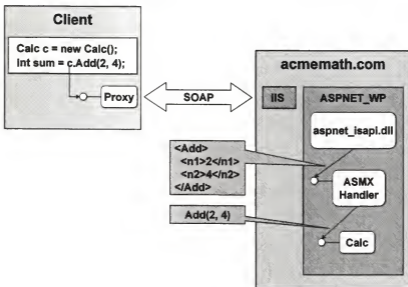 Client
Calc c = new Calc();
Int sum = c.Add(2, 4);
Proxy
SOAP
acmemath.com
IIS
ASPNET_WP
aspnet_isapi.dll
<Add>
<n1>2</n1>
<n2>4</n2>
</Add>
ASMX
Handler
Add(2, 4)
Calc